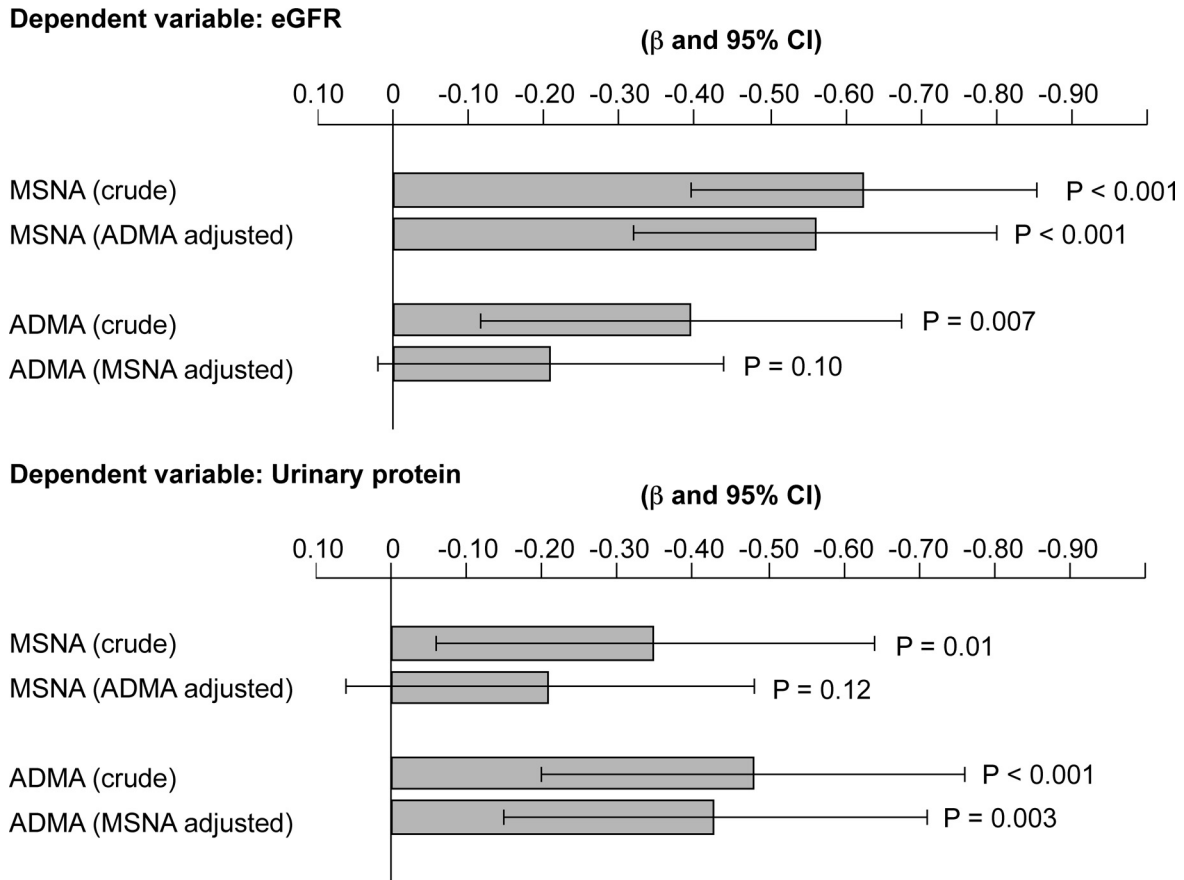 Dependent variable: eGFR
(β and 95% CI)
0.10 0 -0.10 -0.20 -0.30 -0.40 -0.50 -0.60 -0.70 -0.80 -0.90
MSNA (crude) P < 0.001
MSNA (ADMA adjusted) P < 0.001
ADMA (crude) P = 0.007
ADMA (MSNA adjusted) P = 0.10
Dependent variable: Urinary protein
(β and 95% CI)
0.10 0 -0.10 -0.20 -0.30 -0.40 -0.50 -0.60 -0.70 -0.80 -0.90
MSNA (crude) P = 0.01
MSNA (ADMA adjusted) P = 0.12
ADMA (crude) P < 0.001
ADMA (MSNA adjusted) P = 0.003